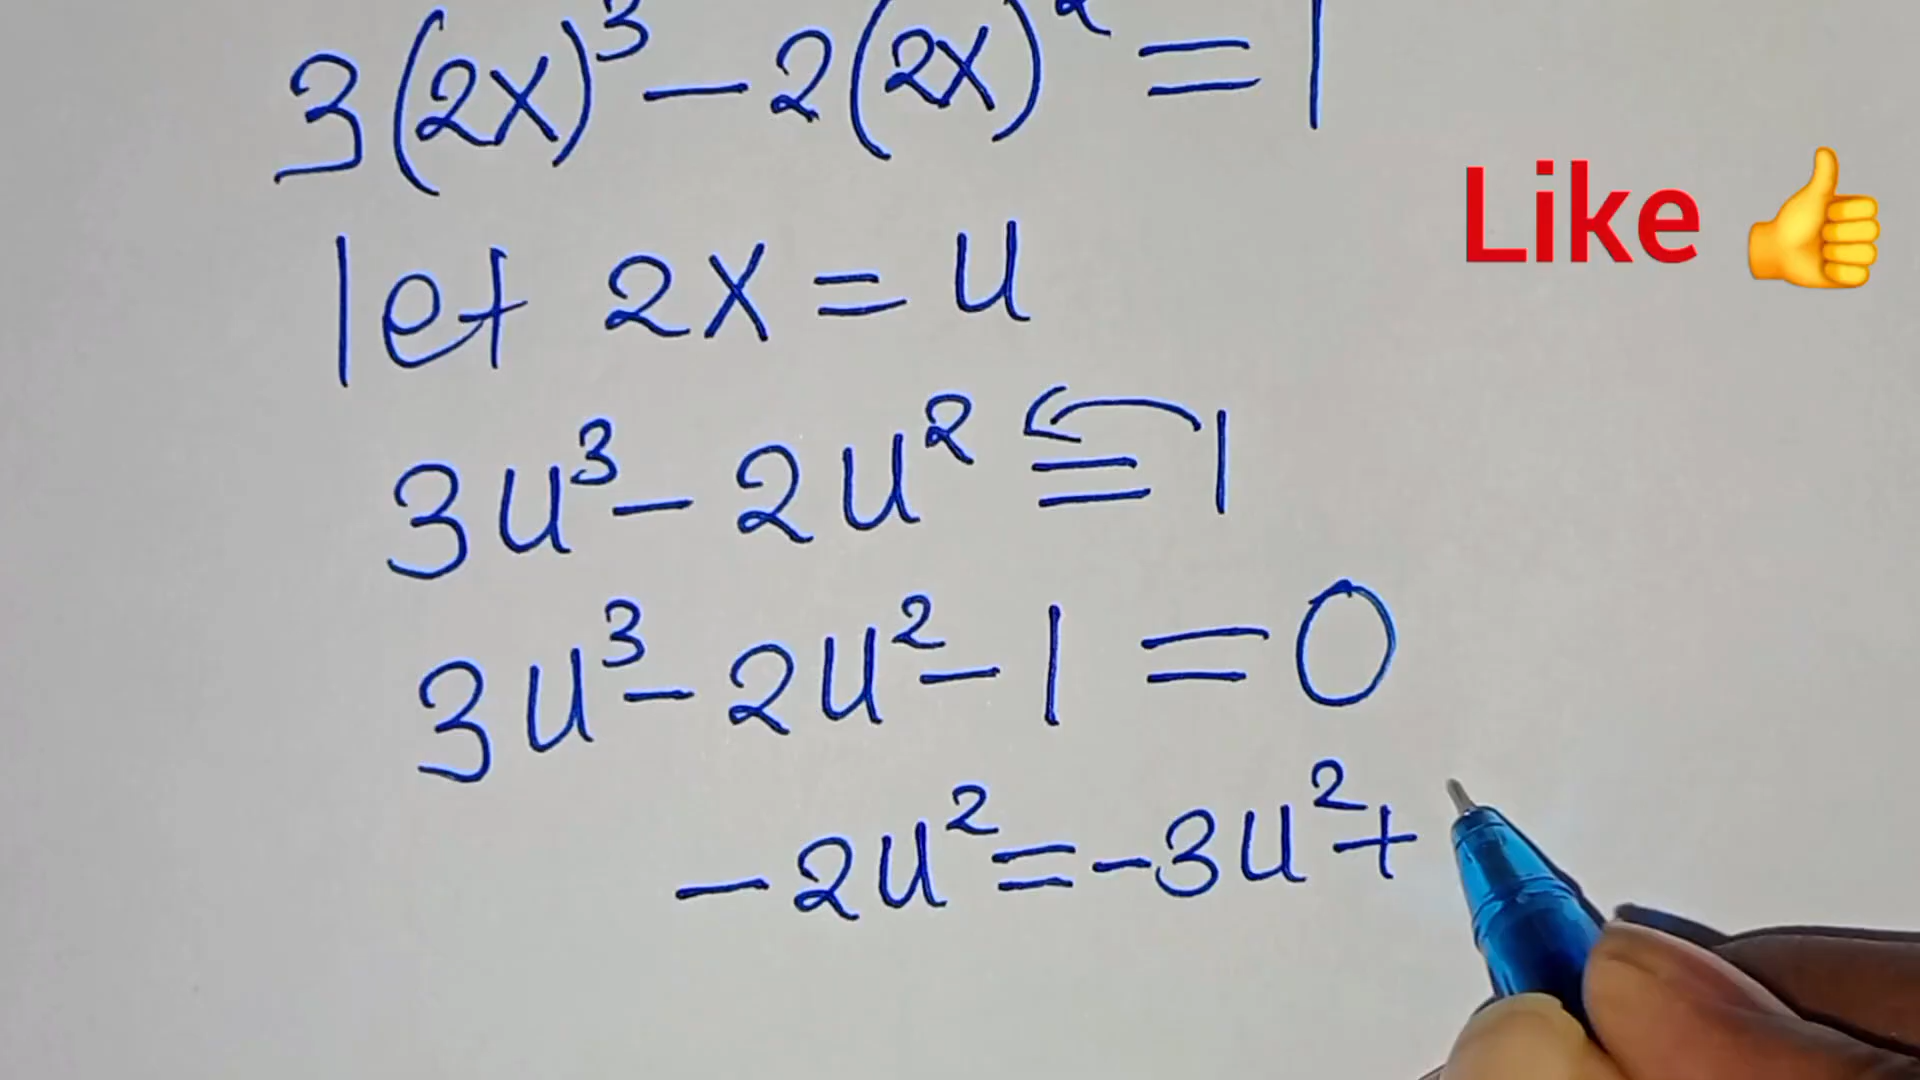 3(2x)³-2(2x)²=1
Like 👍
let 2x=u
3u³-2u²=1
3u³-2u²-1=0
-2u²=-3u²+